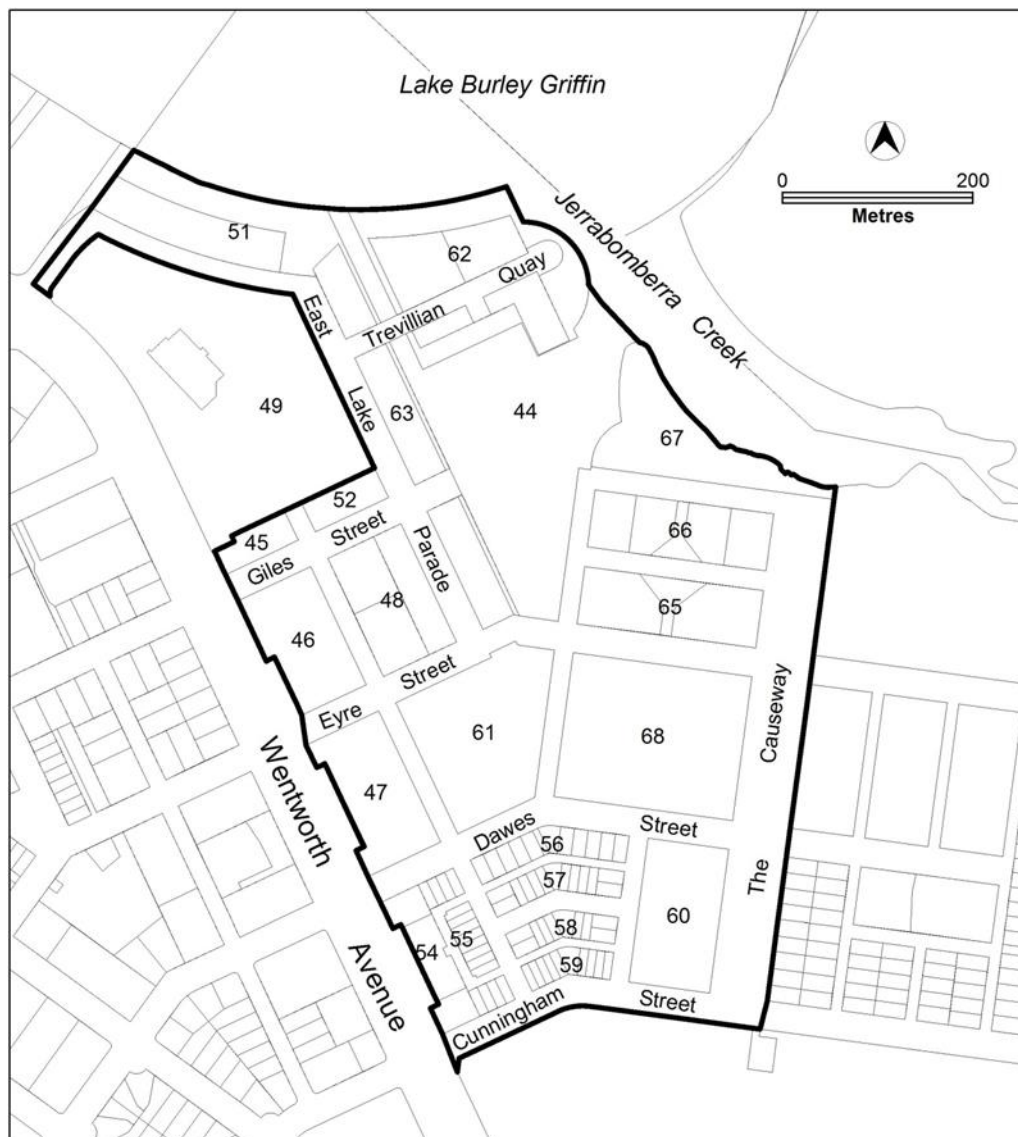 Lake Burley Griffin
0 200
Metres
Jerrabomberra Creek
51
62
Quay
Trevillian
East Lake Parade
49
63
44
67
52
45
Giles Street
66
48
65
46
Eyre Street
61
68
The Causeway
47
Wentworth Avenue
Dawes Street
56
57
58
59
60
55
54
Cunningham Street